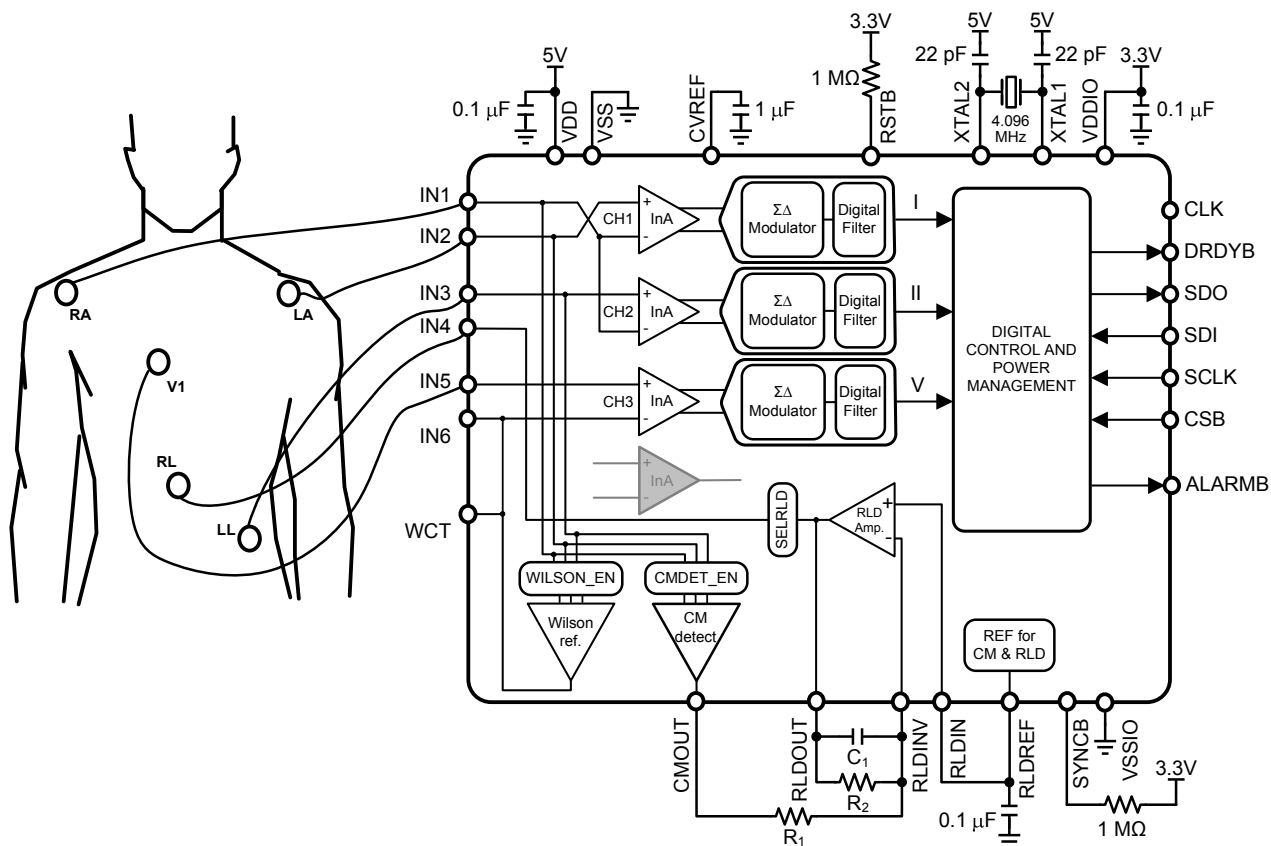 5V
0.1 μF
VDD
VSS
CVREF
1 μF
3.3V
1 MΩ
RSTB
5V
5V
22 pF
22 pF
XTAL2
4.096
MHz
XTAL1
VDDIO
3.3V
0.1 μF
IN1
IN2
IN3
IN4
IN5
IN6
WCT
RA
LA
V1
RL
LL
CH1
+
-
InA
ΣΔ
Modulator
Digital
Filter
I
CH2
+
-
InA
ΣΔ
Modulator
Digital
Filter
II
CH3
+
-
InA
ΣΔ
Modulator
Digital
Filter
V
+
-
InA
DIGITAL
CONTROL AND
POWER
MANAGEMENT
CLK
DRDYB
SDO
SDI
SCLK
CSB
ALARMB
SELRLD
RLD
Amp.
+
-
WILSON_EN
CMDET_EN
Wilson
ref.
CM
detect
REF for
CM & RLD
CMOUT
RLDOUT
RLDINV
RLDIN
RLDREF
SYNCB
VSSIO
C1
R2
R1
0.1 μF
3.3V
1 MΩ